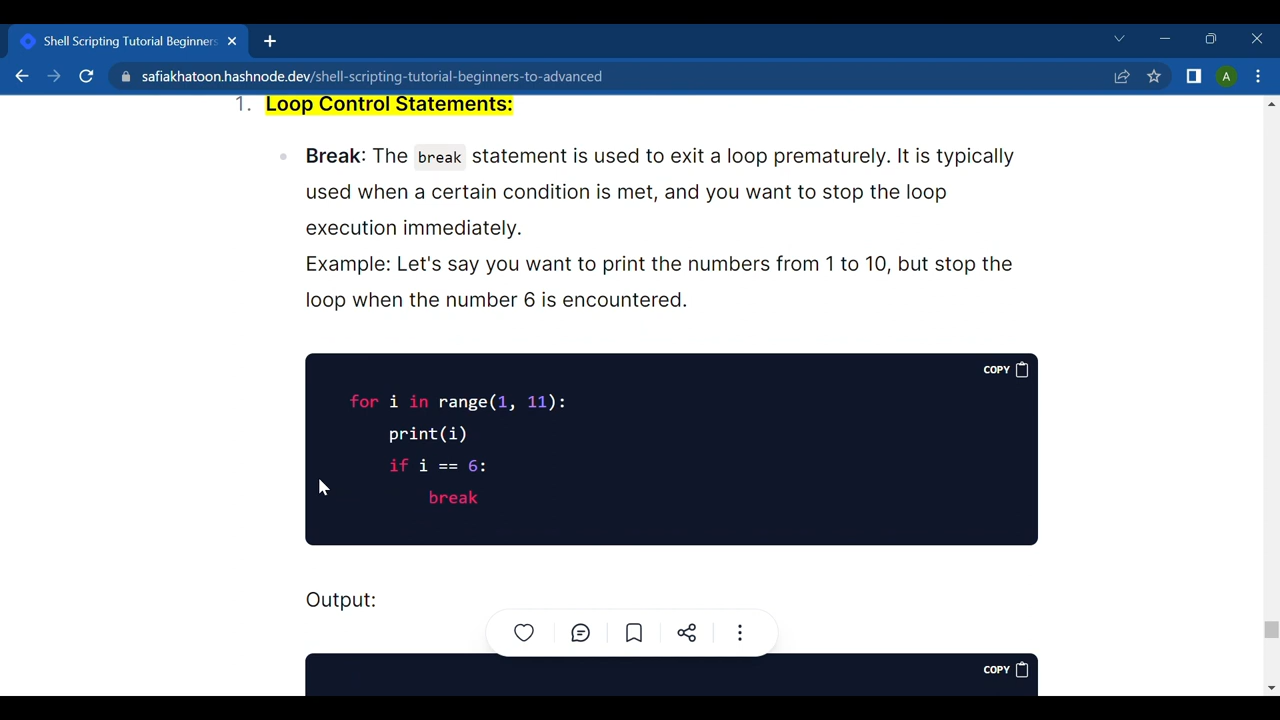 Shell Scripting Tutorial Beginners
safiakhatoon.hashnode.dev/shell-scripting-tutorial-beginners-to-advanced
A
1. Loop Control Statements:
Break: The break statement is used to exit a loop prematurely. It is typically
used when a certain condition is met, and you want to stop the loop
execution immediately.
Example: Let's say you want to print the numbers from 1 to 10, but stop the
loop when the number 6 is encountered.
COPY
for i in range(1, 11):
    print(i)
    if i == 6:
        break
Output:
COPY